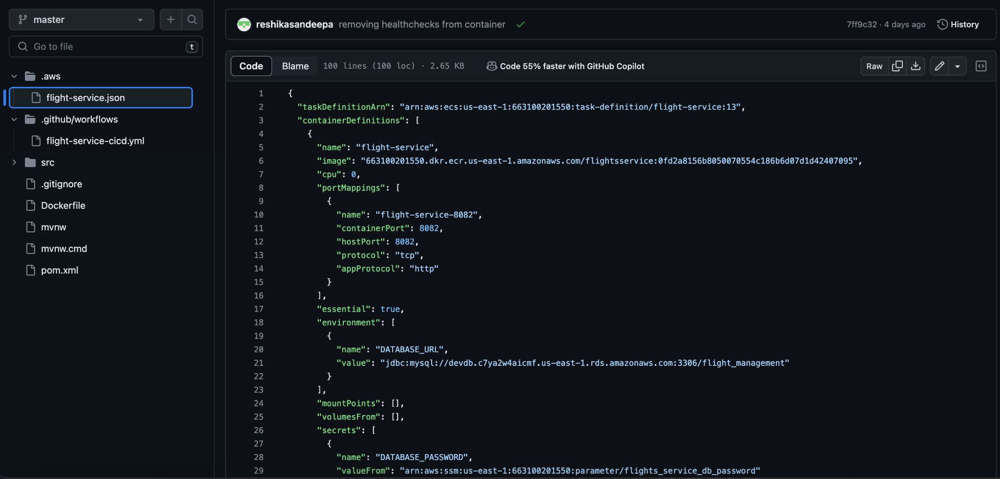 master
Go to file
t
.aws
flight-service.json
.github/workflows
flight-service-cicd.yml
src
.gitignore
Dockerfile
mvnw
mvnw.cmd
pom.xml
reshikasandeepa removing healthchecks from container
7ff9c32 · 4 days ago
History
Code
Blame
100 lines (100 loc) · 2.65 KB
Code 55% faster with GitHub Copilot
Raw
1 {
2 "taskDefinitionArn": "arn:aws:ecs:us-east-1:663100201550:task-definition/flight-service:13",
3 "containerDefinitions": [
4 {
5 "name": "flight-service",
6 "image": "663100201550.dkr.ecr.us-east-1.amazonaws.com/flightsservice:0fd2a8156b8050070554c186b6d07d1d42407095",
7 "cpu": 0,
8 "portMappings": [
9 {
10 "name": "flight-service-8082",
11 "containerPort": 8082,
12 "hostPort": 8082,
13 "protocol": "tcp",
14 "appProtocol": "http"
15 }
16 ],
17 "essential": true,
18 "environment": [
19 {
20 "name": "DATABASE_URL",
21 "value": "jdbc:mysql://devdb.c7ya2w4aicmf.us-east-1.rds.amazonaws.com:3306/flight_management"
22 }
23 ],
24 "mountPoints": [],
25 "volumesFrom": [],
26 "secrets": [
27 {
28 "name": "DATABASE_PASSWORD",
29 "valueFrom": "arn:aws:ssm:us-east-1:663100201550:parameter/flights_service_db_password"